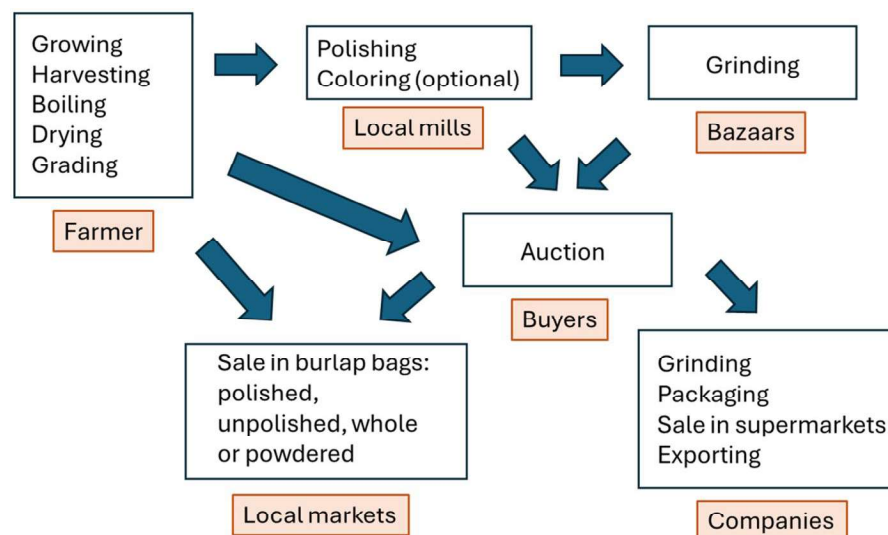 Growing
Harvesting
Boiling
Drying
Grading
Farmer
Polishing
Coloring (optional)
Local mills
Grinding
Bazaars
Auction
Buyers
Sale in burlap bags:
polished,
unpolished, whole
or powdered
Local markets
Grinding
Packaging
Sale in supermarkets
Exporting
Companies